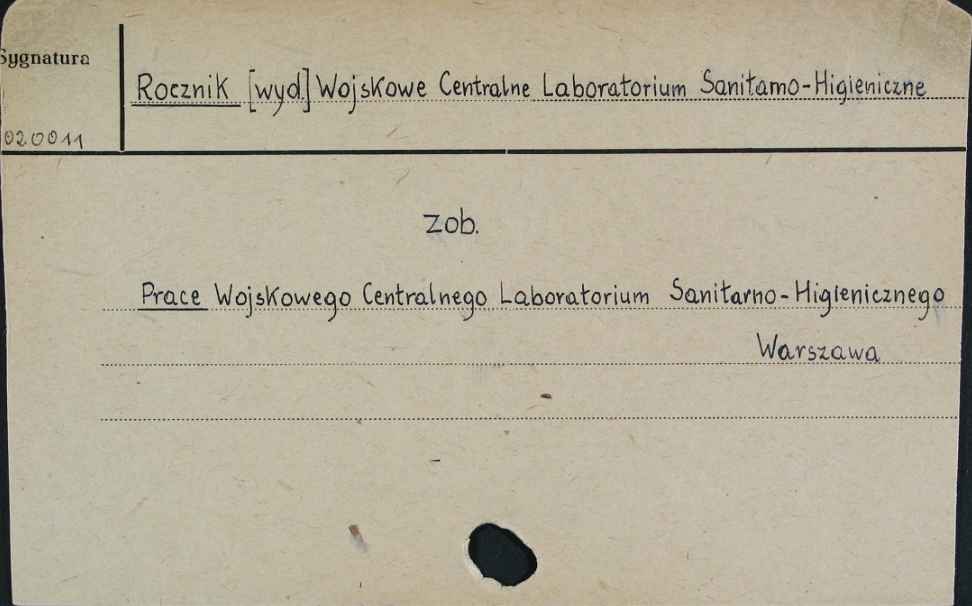 Sygnatura
Rocznik [wyd.] Wojskowe Centralne Laboratorium Sanitarno-Higieniczne
020011
zob.
Prace Wojskowego Centralnego Laboratorium Sanitarno-Higienicznego
Warszawa